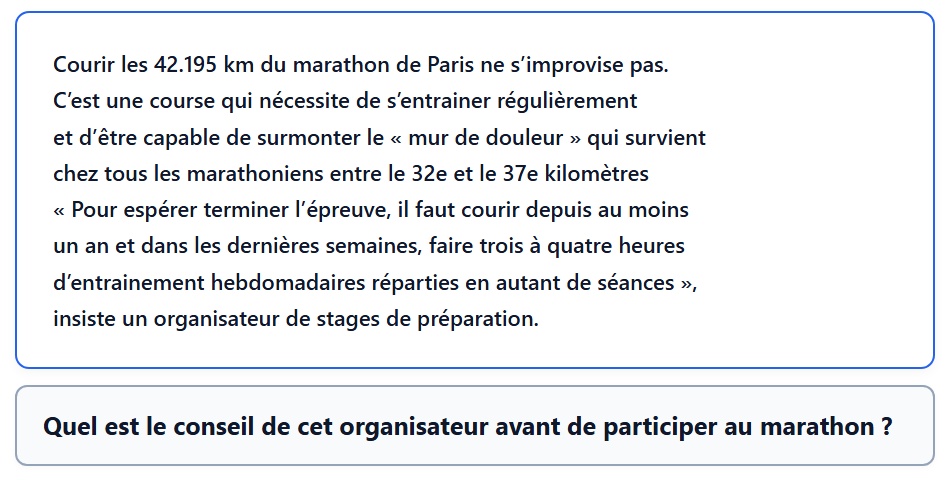 Courir les 42.195 km du marathon de Paris ne s’improvise pas.
C’est une course qui nécessite de s’entrainer régulièrement
et d’être capable de surmonter le « mur de douleur » qui survient
chez tous les marathoniens entre le 32e et le 37e kilomètres
« Pour espérer terminer l’épreuve, il faut courir depuis au moins
un an et dans les dernières semaines, faire trois à quatre heures
d’entrainement hebdomadaires réparties en autant de séances »,
insiste un organisateur de stages de préparation.
Quel est le conseil de cet organisateur avant de participer au marathon ?